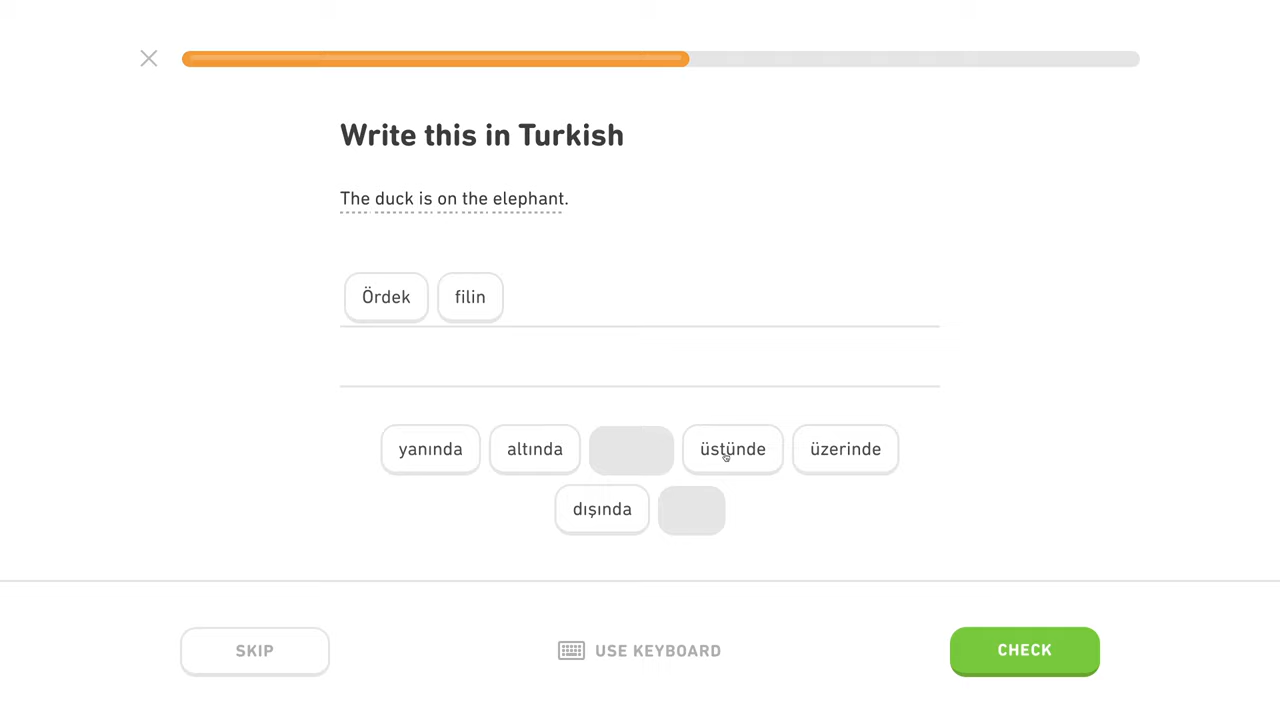 Write this in Turkish
The duck is on the elephant.
Ördek filin
yanında altında üstünde üzerinde
dışında
SKIP USE KEYBOARD CHECK